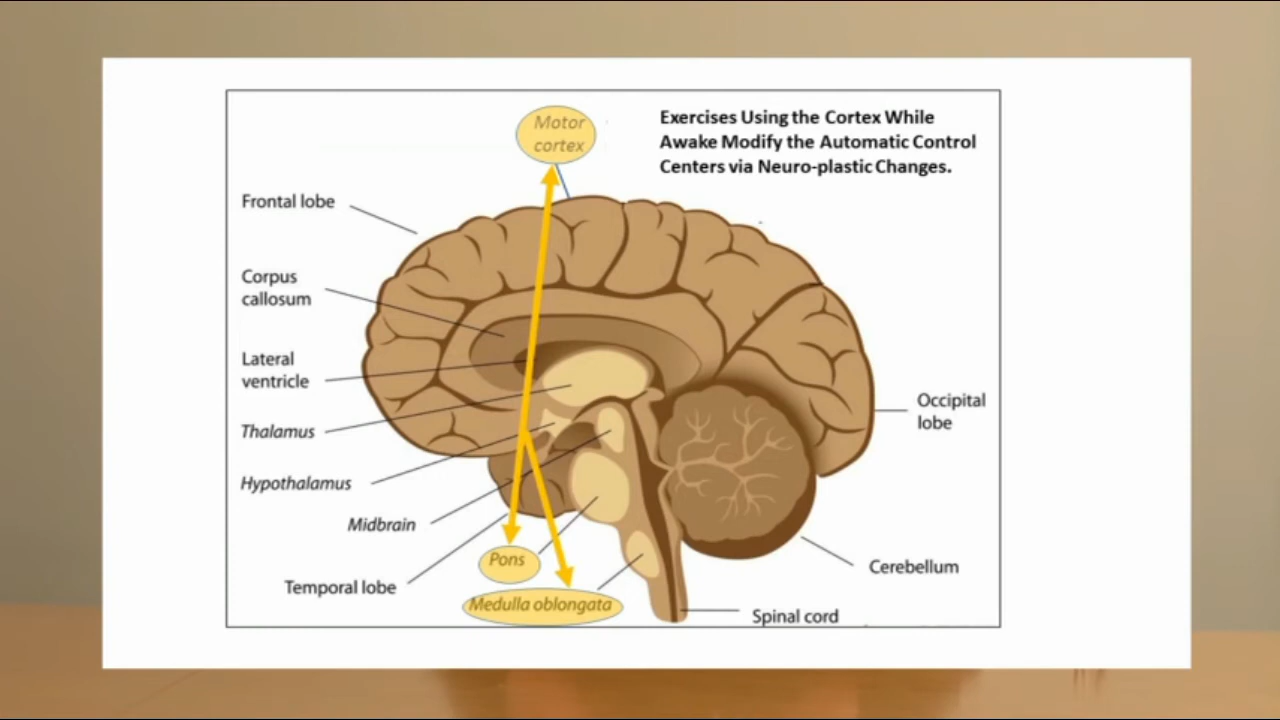 Motor
cortex
Exercises Using the Cortex While
Awake Modify the Automatic Control
Centers via Neuro-plastic Changes.
Frontal lobe
Corpus
callosum
Lateral
ventricle
Thalamus
Hypothalamus
Midbrain
Temporal lobe
Pons
Medulla oblongata
Occipital
lobe
Cerebellum
Spinal cord